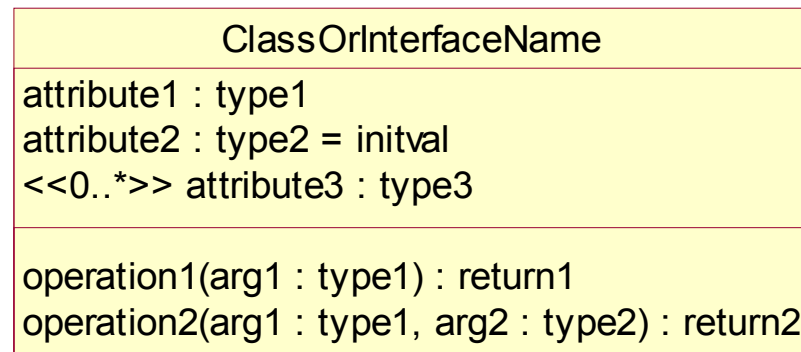 ClassOrInterfaceName
attribute1 : type1
attribute2 : type2 = initval
<<0..*>> attribute3 : type3
operation1(arg1 : type1) : return1
operation2(arg1 : type1, arg2 : type2) : return2